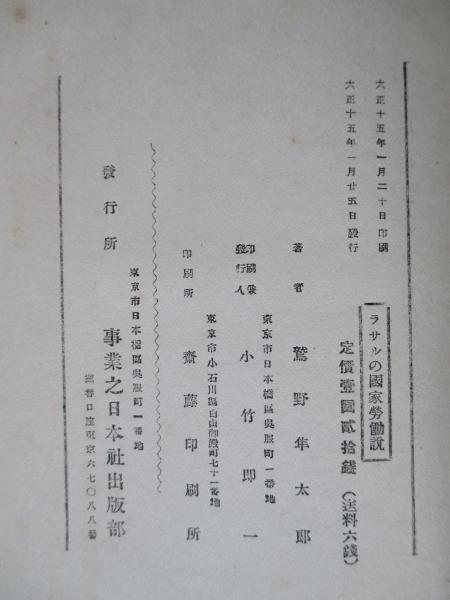 大正十五年一月二十日印刷
大正十五年一月廿五日發行
ラサルの國家勞働説
定價壹圓貳拾錢(送料六錢)
著者 鷲野隼太郎
東京市日本橋區呉服町一番地
印刷兼發行人 小竹即一
東京市小石川區白山御殿町七十一番地
印刷所 齋藤印刷所
東京市日本橋區呉服町一番地
發行所 事業之日本社出版部
振替口座東京六七〇八八番